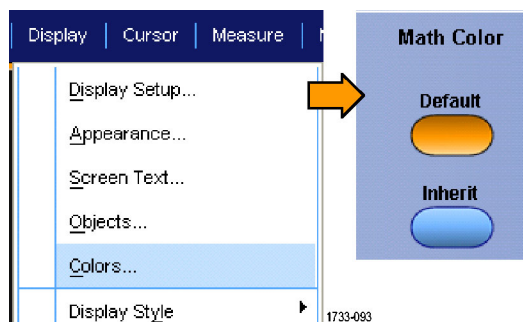 Display | Cursor | Measure |
Display Setup...
Appearance...
Screen Text...
Objects...
Colors...
Display Style
1733-093
Math Color
Default
Inherit